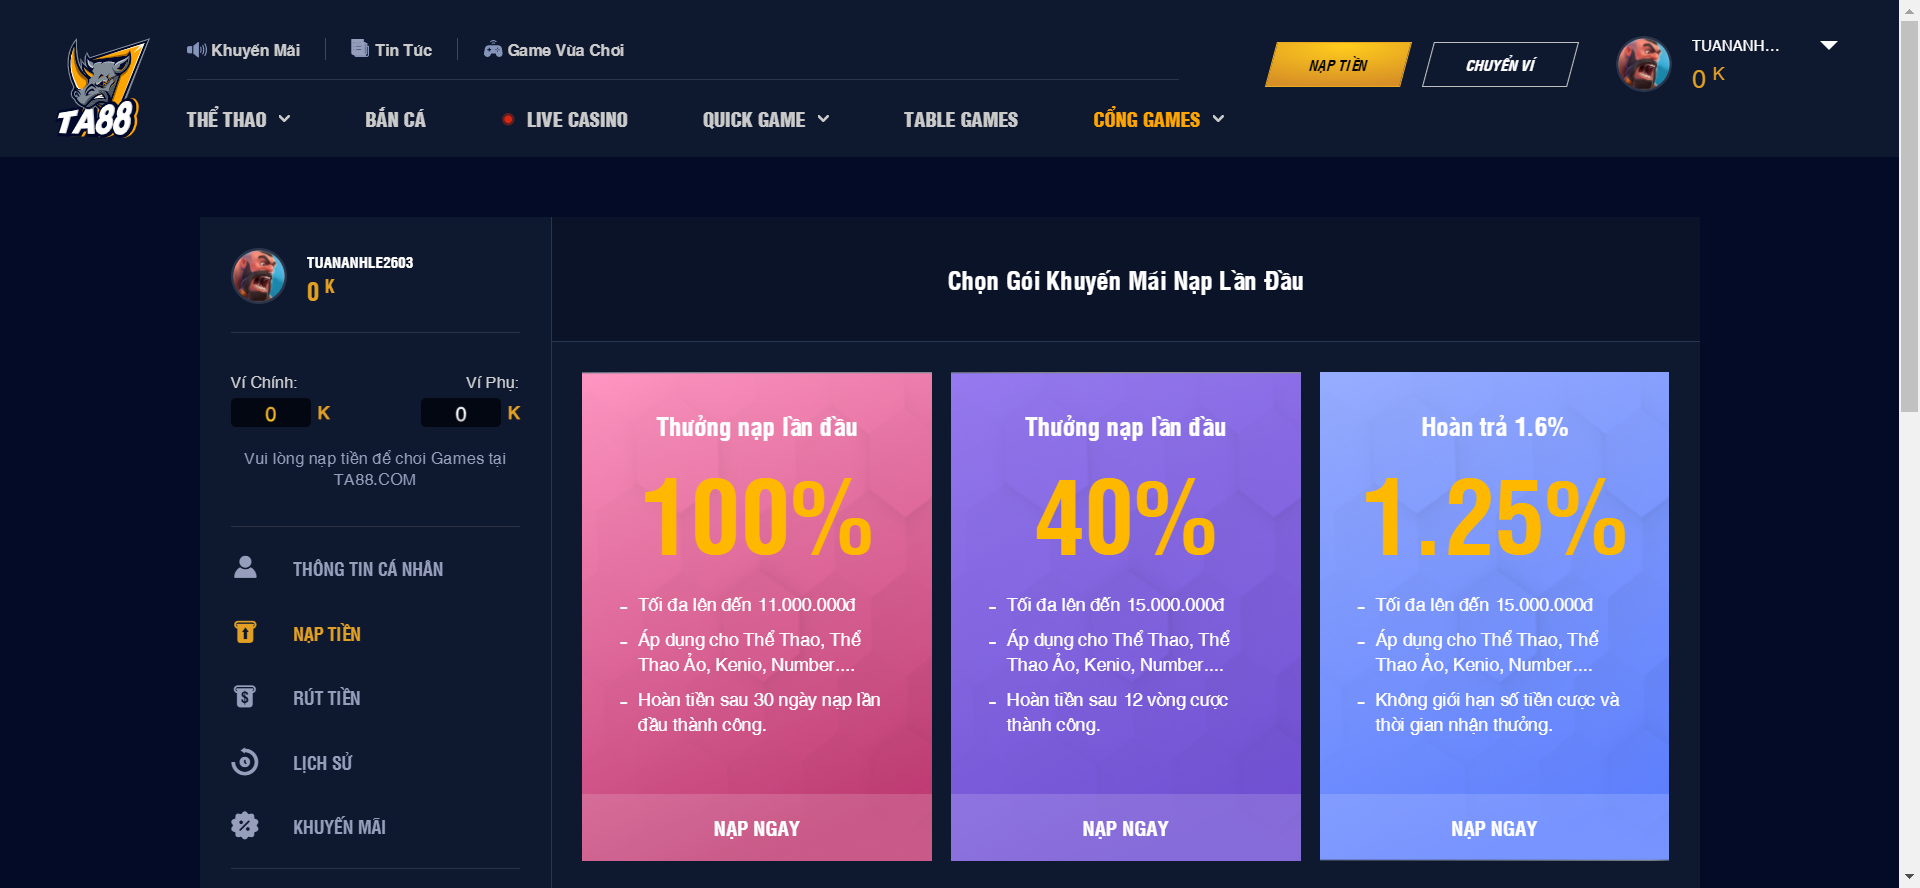 Khuyến Mãi
Tin Tức
Game Vừa Chơi
NẠP TIỀN
CHUYỂN VÍ
TUANANH...
0 K
TA88
THỂ THAO
BẮN CÁ
LIVE CASINO
QUICK GAME
TABLE GAMES
CỔNG GAMES
TUANANHLE2603
0 K
Ví Chính:
Ví Phụ:
0 K
0 K
Vui lòng nạp tiền để chơi Games tại
TA88.COM
THÔNG TIN CÁ NHÂN
NẠP TIỀN
RÚT TIỀN
LỊCH SỬ
KHUYẾN MÃI
Chọn Gói Khuyến Mãi Nạp Lần Đầu
Thưởng nạp lần đầu
100%
- Tối đa lên đến 11.000.000đ
- Áp dụng cho Thể Thao, Thể
Thao Ảo, Kenio, Number....
- Hoàn tiền sau 30 ngày nạp lần
đầu thành công.
NẠP NGAY
Thưởng nạp lần đầu
40%
- Tối đa lên đến 15.000.000đ
- Áp dụng cho Thể Thao, Thể
Thao Ảo, Kenio, Number....
- Hoàn tiền sau 12 vòng cược
thành công.
NẠP NGAY
Hoàn trả 1.6%
1.25%
- Tối đa lên đến 15.000.000đ
- Áp dụng cho Thể Thao, Thể
Thao Ảo, Kenio, Number....
- Không giới hạn số tiền cược và
thời gian nhận thưởng.
NẠP NGAY